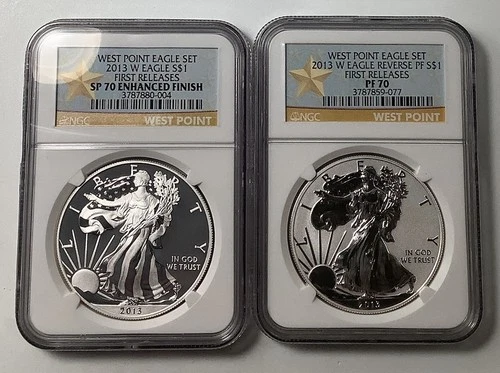 WEST POINT EAGLE SET
2013 W EAGLE S$1
FIRST RELEASES
SP 70 ENHANCED FINISH
3787880-004
NGC WEST POINT
LIBERTY
IN GOD
WE TRUST
2013
WEST POINT EAGLE SET
2013 W EAGLE REVERSE PF S$1
FIRST RELEASES
PF 70
3787859-077
NGC WEST POINT
LIBERTY
IN GOD
WE TRUST
2013